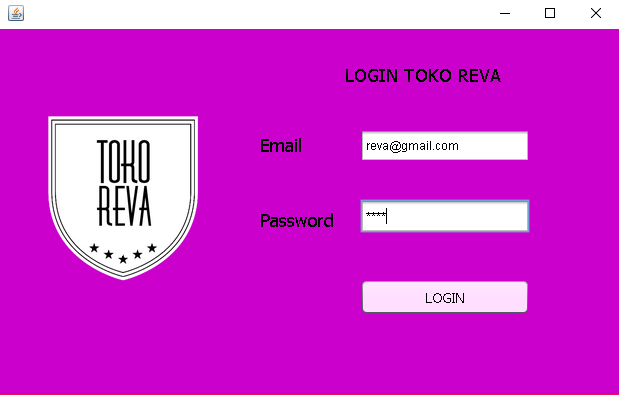 LOGIN TOKO REVA
TOKO
REVA
Email
reva@gmail.com
Password
****
LOGIN